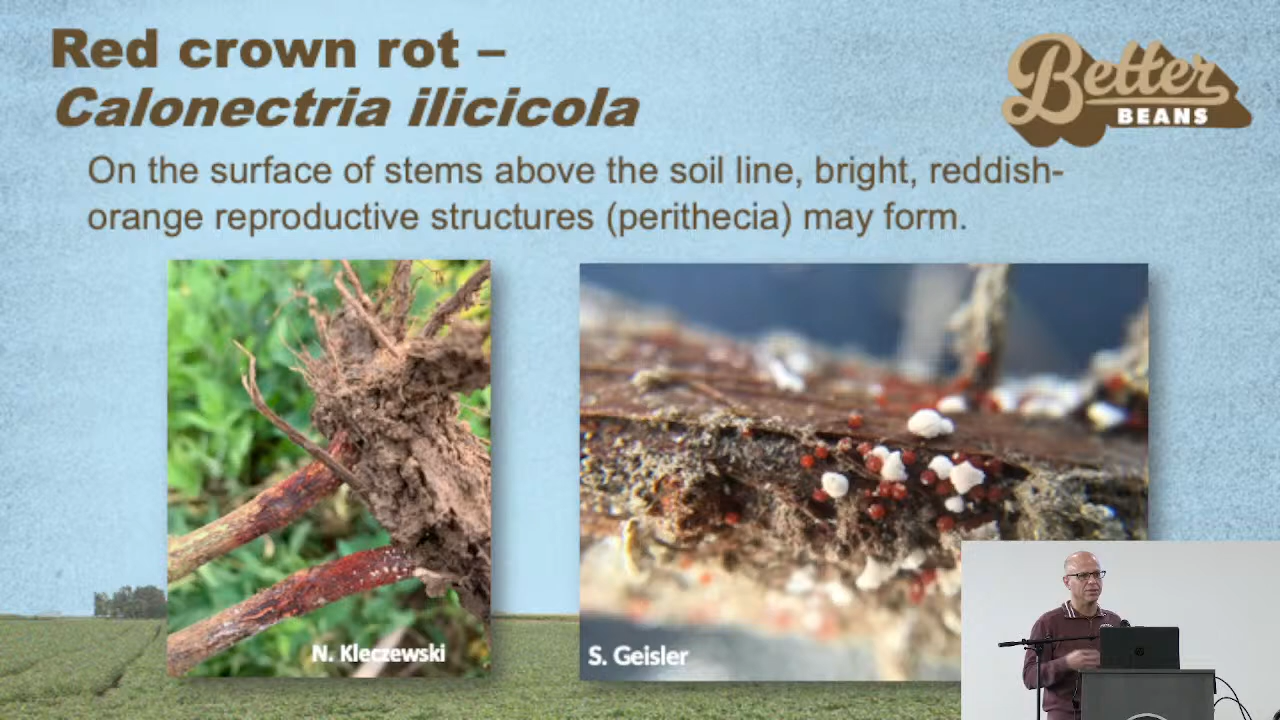 Red crown rot –
Calonectria ilicicola
Better
BEANS
On the surface of stems above the soil line, bright, reddish-
orange reproductive structures (perithecia) may form.
N. Kleczewski
S. Geisler